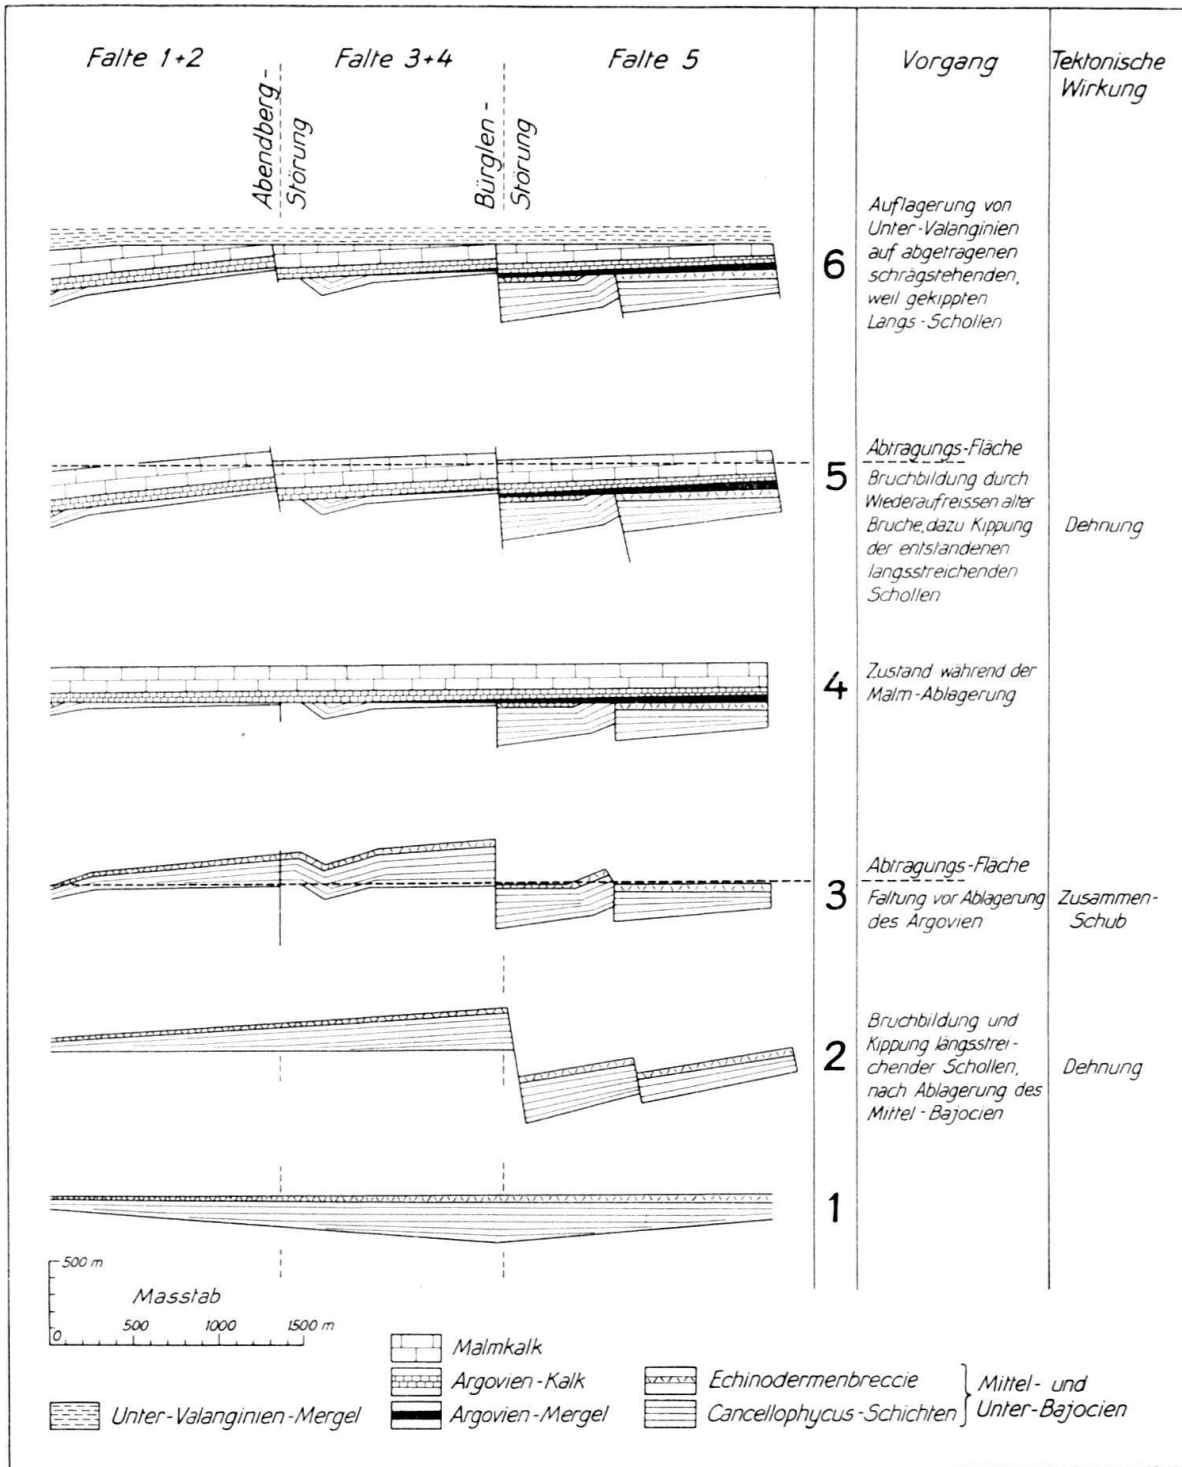 Falte 1+2
Falte 3+4
Falte 5
Vorgang
Tektonische
Wirkung
Abendberg-
Störung
Bürglen-
Störung
6
Auflagerung von
Unter-Valanginien
auf abgetragenen
schrägstehenden,
weil gekippten
Langs-Schollen
5
Abtragungs-Fläche
Bruchbildung durch
Wiederaufreissen alter
Bruche, dazu Kippung
der entstandenen
langsstreichenden
Schollen
Dehnung
4
Zustand während der
Malm-Ablagerung
3
Abtragungs-Fläche
Faltung vor Ablagerung
des Argovien
Zusammen-
Schub
2
Bruchbildung und
Kippung längsstrei-
chender Schollen,
nach Ablagerung des
Mittel-Bajocien
Dehnung
1
500 m
Masstab
0 500 1000 1500 m
Malmkalk
Argovien-Kalk
Echinodermenbreccie
Unter-Valanginien-Mergel
Argovien-Mergel
Cancellophycus-Schichten
Mittel- und
Unter-Bajocien